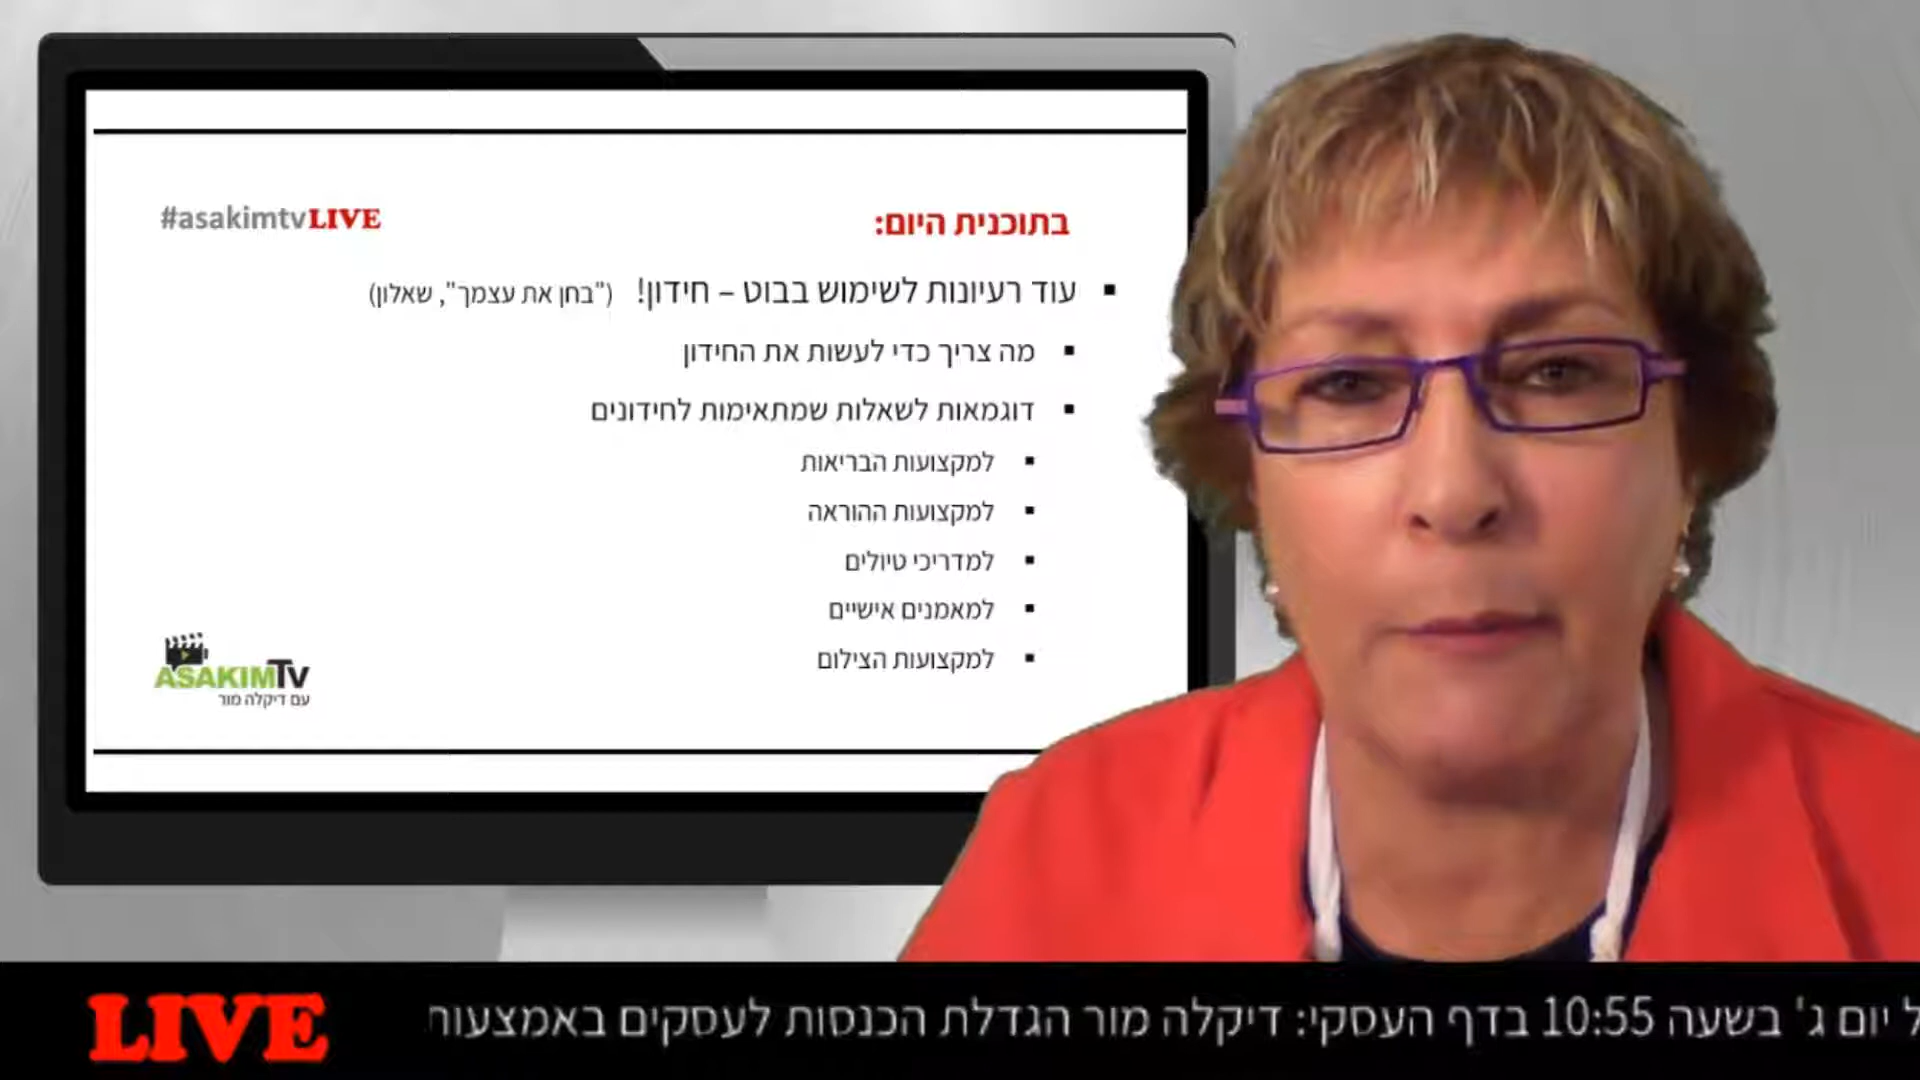 #asakimtvLIVE
בתוכנית היום:
עוד רעיונות לשימוש בבוט – חידון! ("בחן את עצמך", שאלון)
מה צריך כדי לעשות את החידון
דוגמאות לשאלות שמתאימות לחידונים
למקצועות הבריאות
למקצועות ההוראה
למדריכי טיולים
למאמנים אישיים
למקצועות הצילום
ASAKIMTV
עם דיקלה מור
LIVE
ל יום ג' בשעה 10:55 בדף העסקי: דיקלה מור הגדלת הכנסות לעסקים באמצעות